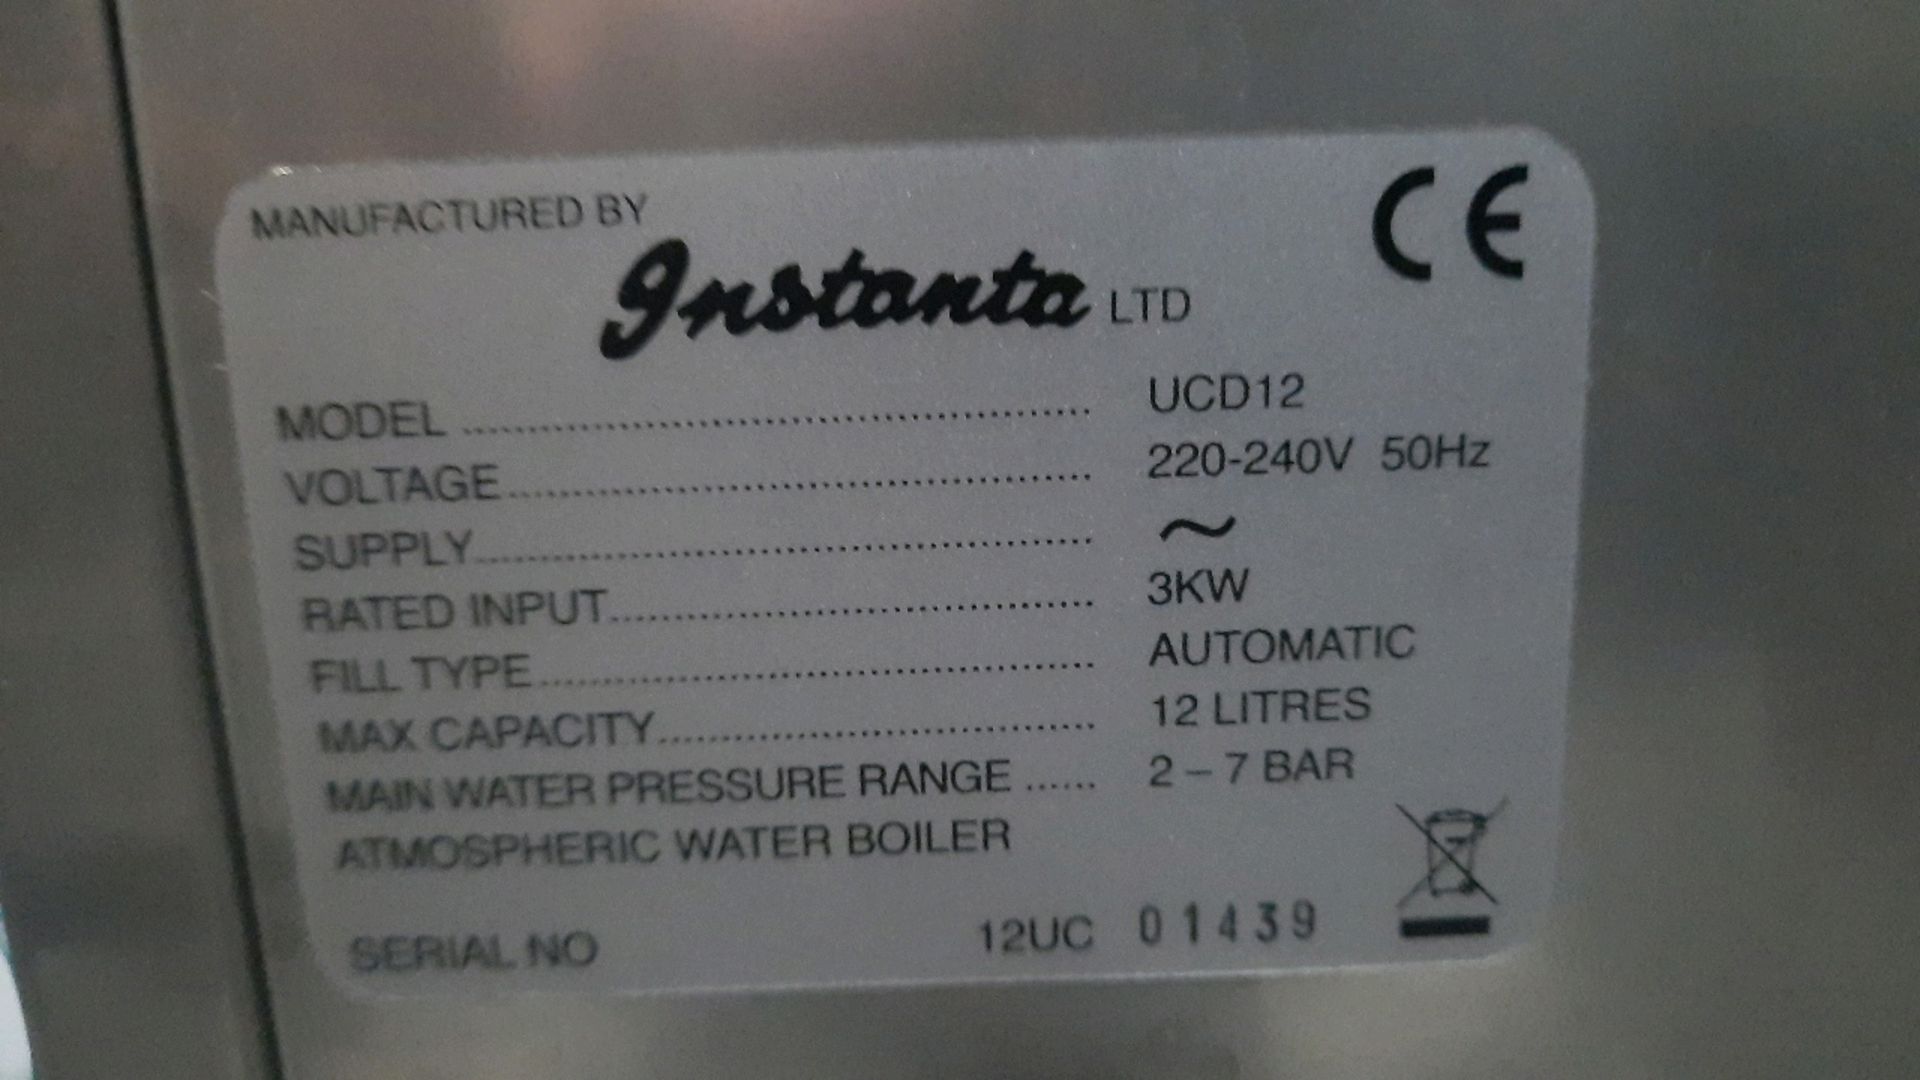 MANUFACTURED BY
Instanta LTD
CE
MODEL ........ UCD12
VOLTAGE ........ 220-240V 50Hz
SUPPLY ........ ~
RATED INPUT ........ 3KW
FILL TYPE ........ AUTOMATIC
MAX CAPACITY ........ 12 LITRES
MAIN WATER PRESSURE RANGE ...... 2 – 7 BAR
ATMOSPHERIC WATER BOILER
SERIAL NO 12UC 01439